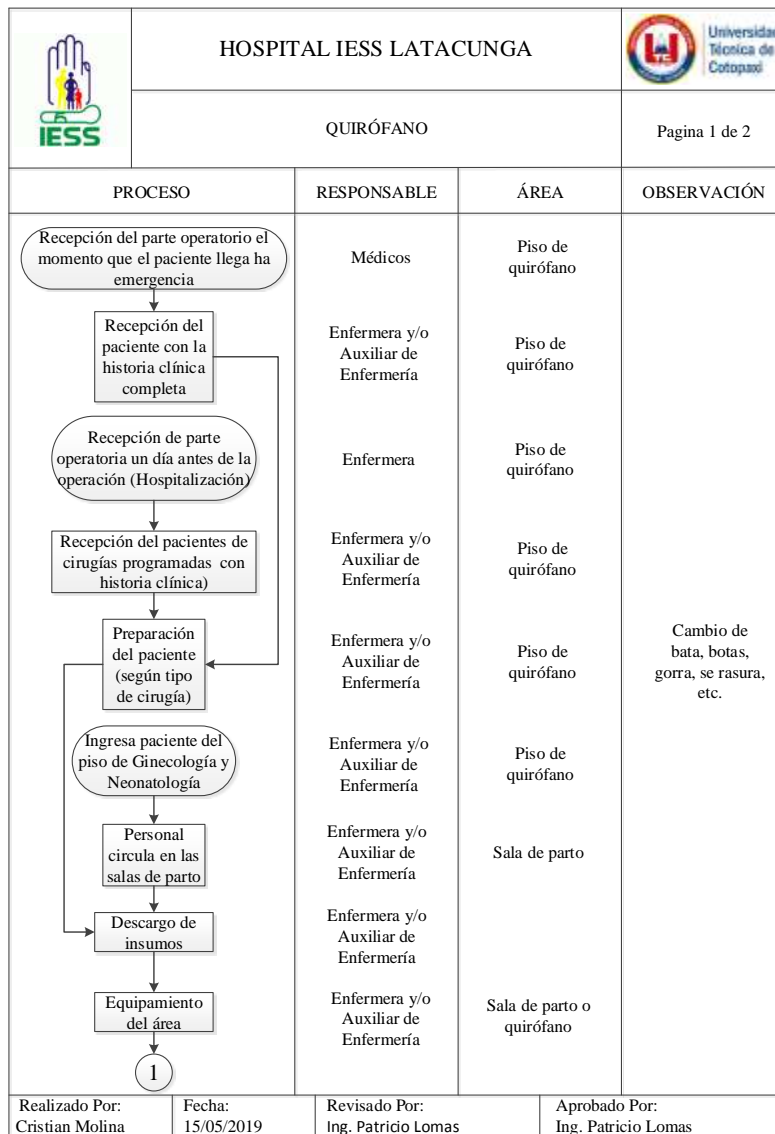 IESS
HOSPITAL IESS LATACUNGA
Universidad
Técnica de
Cotopaxi
QUIRÓFANO
Pagina 1 de 2
PROCESO
RESPONSABLE
ÁREA
OBSERVACIÓN
Recepción del parte operatorio el
momento que el paciente llega ha
emergencia
Médicos
Piso de
quirófano
Recepción del
paciente con la
historia clínica
completa
Enfermera y/o
Auxiliar de
Enfermería
Piso de
quirófano
Recepción de parte
operatoria un día antes de la
operación (Hospitalización)
Enfermera
Piso de
quirófano
Recepción del pacientes de
cirugías programadas con
historia clínica)
Enfermera y/o
Auxiliar de
Enfermería
Piso de
quirófano
Preparación
del paciente
(según tipo
de cirugía)
Enfermera y/o
Auxiliar de
Enfermería
Piso de
quirófano
Cambio de
bata, botas,
gorra, se rasura,
etc.
Ingresa paciente del
piso de Ginecología y
Neonatología
Enfermera y/o
Auxiliar de
Enfermería
Piso de
quirófano
Personal
circula en las
salas de parto
Enfermera y/o
Auxiliar de
Enfermería
Sala de parto
Descargo de
insumos
Enfermera y/o
Auxiliar de
Enfermería
Equipamiento
del área
Enfermera y/o
Auxiliar de
Enfermería
Sala de parto o
quirófano
1
Realizado Por:
Cristian Molina
Fecha:
15/05/2019
Revisado Por:
Ing. Patricio Lomas
Aprobado Por:
Ing. Patricio Lomas